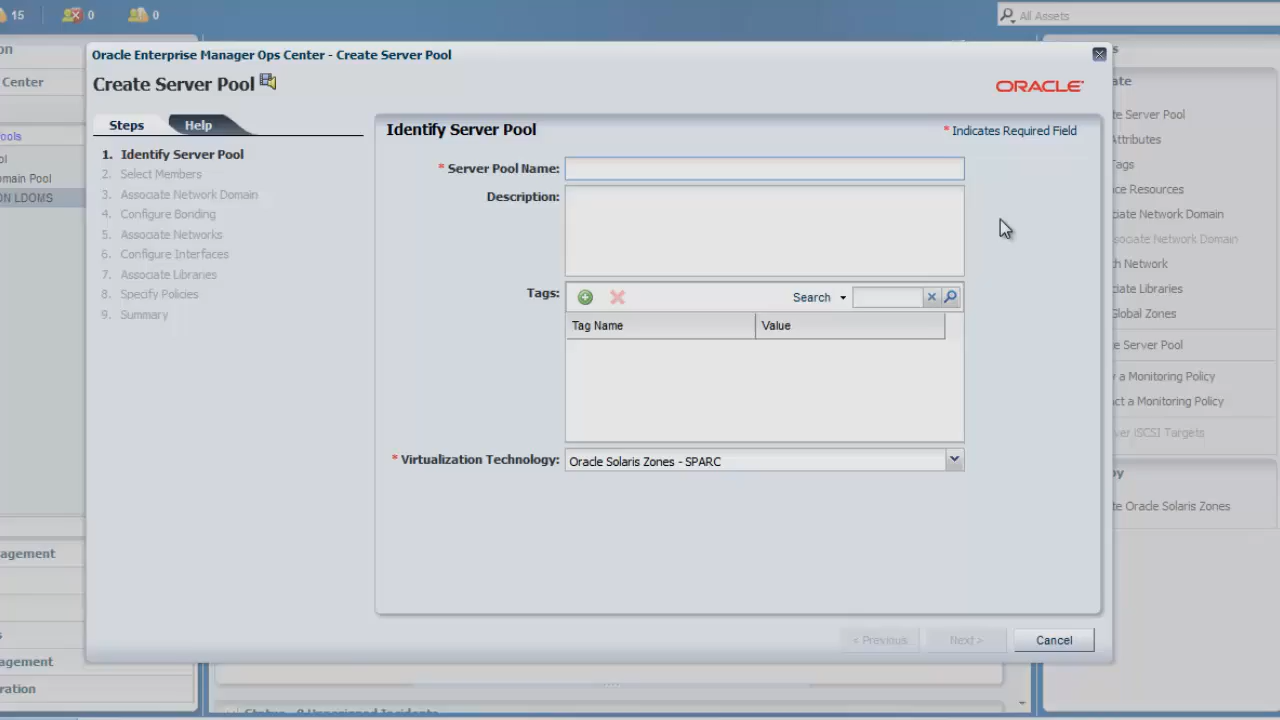 15 0 0
All Assets
Oracle Enterprise Manager Ops Center - Create Server Pool
Create Server Pool
ORACLE
Steps Help
1. Identify Server Pool
2. Select Members
3. Associate Network Domain
4. Configure Bonding
5. Associate Networks
6. Configure Interfaces
7. Associate Libraries
8. Specify Policies
9. Summary
Identify Server Pool
* Indicates Required Field
* Server Pool Name:
Description:
Tags:
Search
Tag Name Value
* Virtualization Technology: Oracle Solaris Zones - SPARC
< Previous Next > Cancel
Center
ools
ol
main Pool
ON LDOMS
agement
s
agement
ration
ate
te Server Pool
Attributes
Tags
ce Resources
ciate Network Domain
ssociate Network Domain
ch Network
ciate Libraries
Global Zones
e Server Pool
y a Monitoring Policy
ct a Monitoring Policy
ver iSCSI Targets
by
te Oracle Solaris Zones